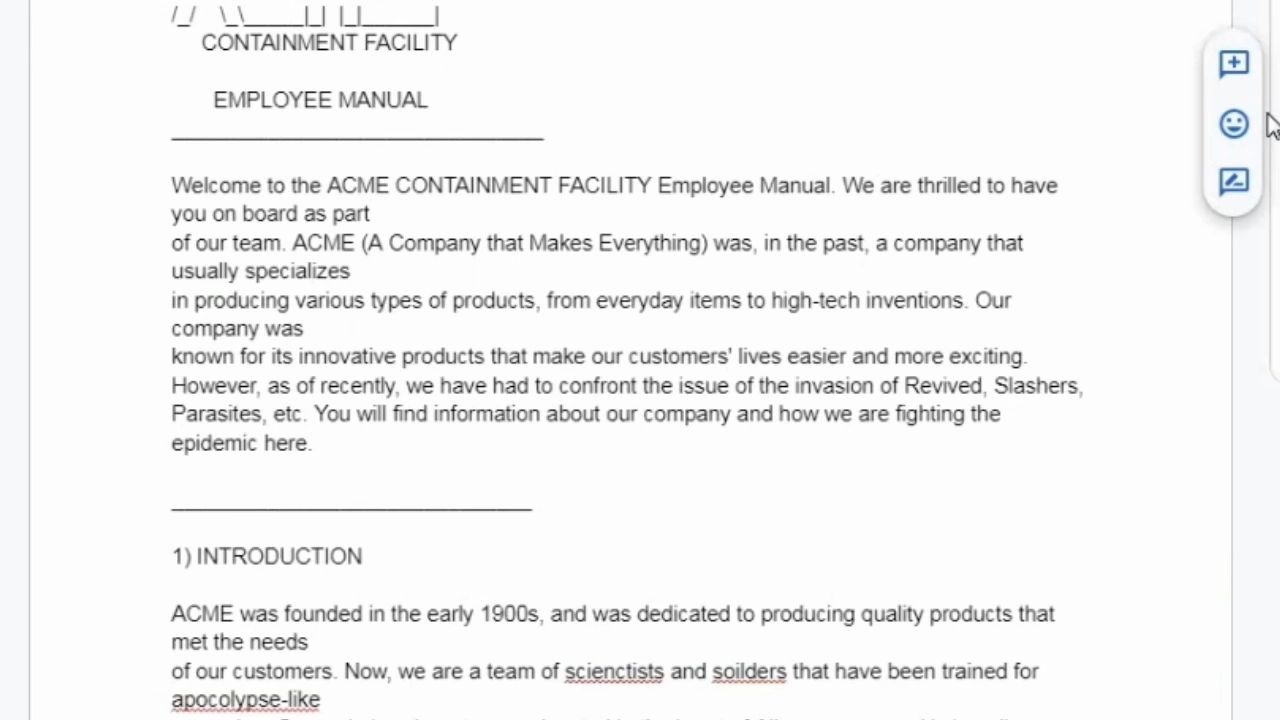 /_/ \_\_____|_| |_|______|
CONTAINMENT FACILITY
EMPLOYEE MANUAL
_______________________________
Welcome to the ACME CONTAINMENT FACILITY Employee Manual. We are thrilled to have
you on board as part
of our team. ACME (A Company that Makes Everything) was, in the past, a company that
usually specializes
in producing various types of products, from everyday items to high-tech inventions. Our
company was
known for its innovative products that make our customers' lives easier and more exciting.
However, as of recently, we have had to confront the issue of the invasion of Revived, Slashers,
Parasites, etc. You will find information about our company and how we are fighting the
epidemic here.
______________________________
1) INTRODUCTION
ACME was founded in the early 1900s, and was dedicated to producing quality products that
met the needs
of our customers. Now, we are a team of scienctists and soilders that have been trained for
apocolypse-like